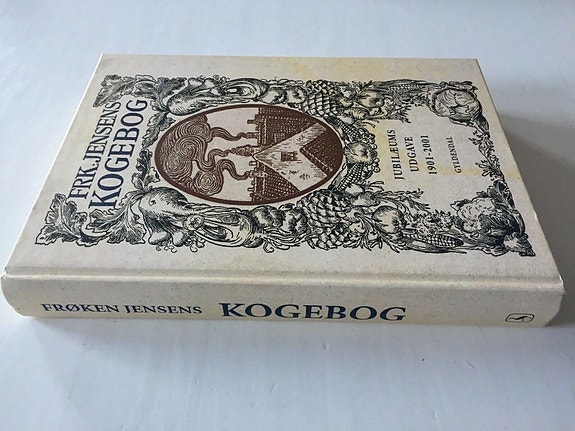 FRK. JENSENS
KOGEBOG
JUBILÆUMS
UDGAVE
1901-2001
GYLDENDAL
FRØKEN JENSENS KOGEBOG